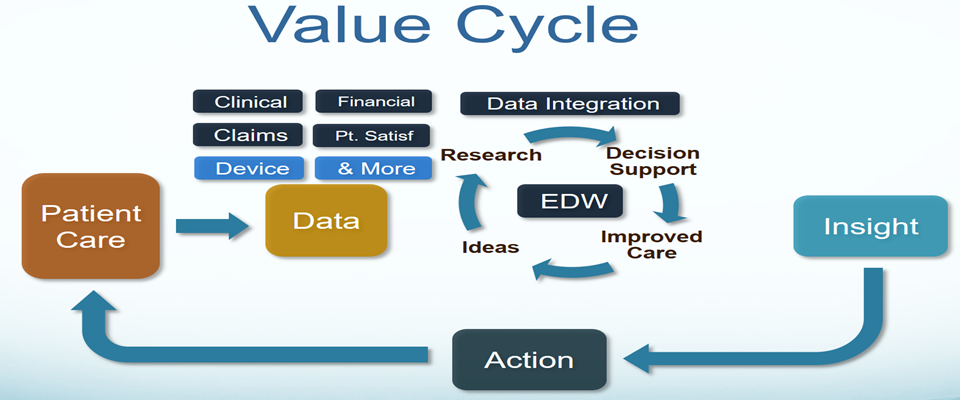 Value Cycle
Clinical
Financial
Data Integration
Claims
Pt. Satisf
Device
& More
Research
Decision
Support
Patient
Care
Data
EDW
Insight
Ideas
Improved
Care
Action